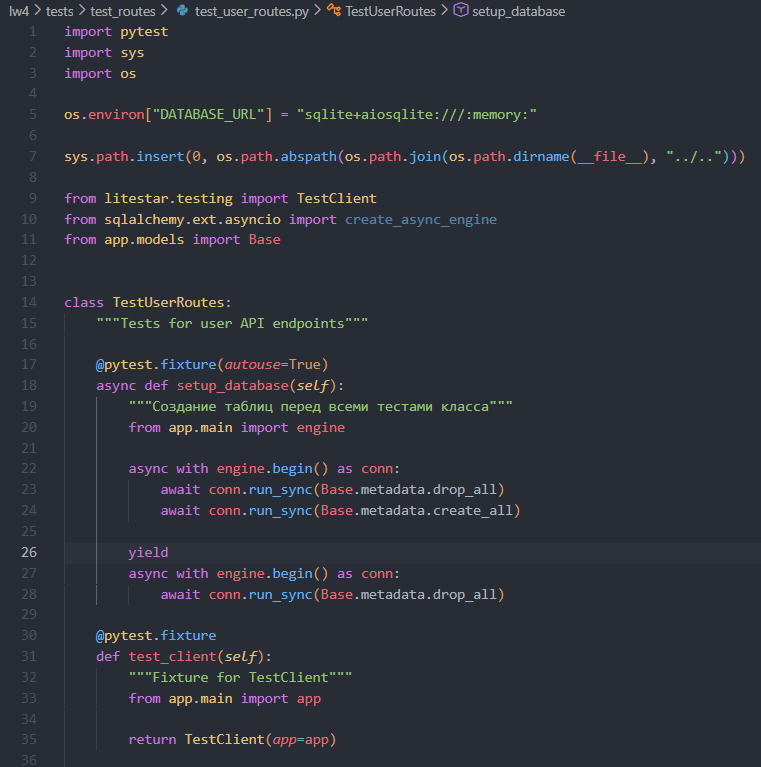 lw4 > tests > test_routes > test_user_routes.py > TestUserRoutes > setup_database
1 import pytest
2 import sys
3 import os
4
5 os.environ["DATABASE_URL"] = "sqlite+aiosqlite:///:memory:"
6
7 sys.path.insert(0, os.path.abspath(os.path.join(os.path.dirname(__file__), "../..")))
8
9 from litestar.testing import TestClient
10 from sqlalchemy.ext.asyncio import create_async_engine
11 from app.models import Base
12
13
14 class TestUserRoutes:
15     """Tests for user API endpoints"""
16
17     @pytest.fixture(autouse=True)
18     async def setup_database(self):
19         """Создание таблиц перед всеми тестами класса"""
20         from app.main import engine
21
22         async with engine.begin() as conn:
23             await conn.run_sync(Base.metadata.drop_all)
24             await conn.run_sync(Base.metadata.create_all)
25
26         yield
27         async with engine.begin() as conn:
28             await conn.run_sync(Base.metadata.drop_all)
29
30     @pytest.fixture
31     def test_client(self):
32         """Fixture for TestClient"""
33         from app.main import app
34
35         return TestClient(app=app)
36